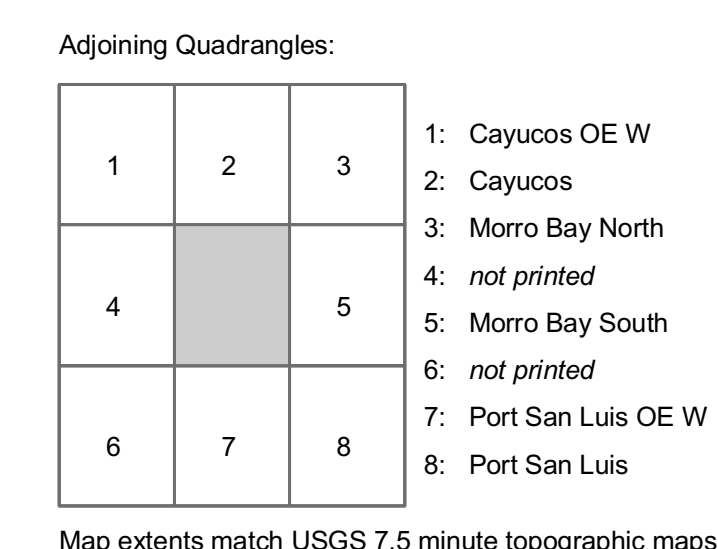 Adjoining Quadrangles:
1 2 3
4 5
6 7 8
1: Cayucos OE W
2: Cayucos
3: Morro Bay North
4: not printed
5: Morro Bay South
6: not printed
7: Port San Luis OE W
8: Port San Luis
Map extents match USGS 7.5 minute topographic maps